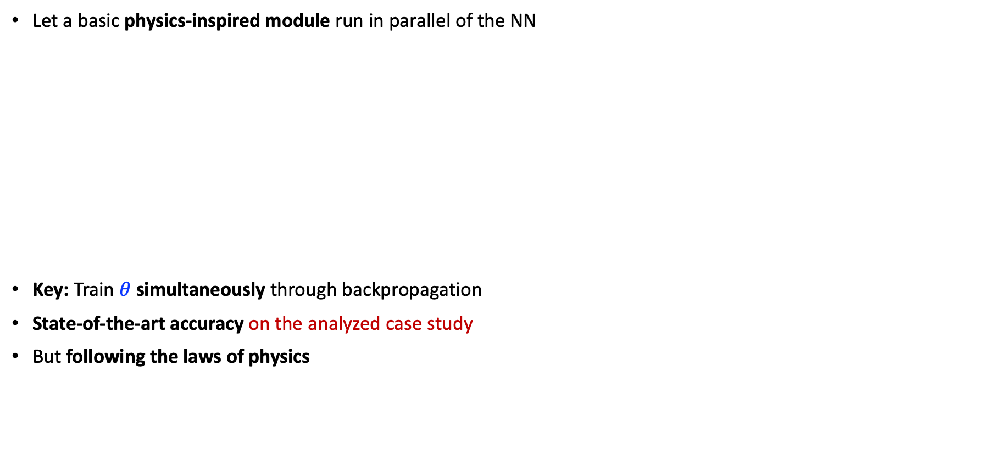 • Let a basic physics-inspired module run in parallel of the NN
• Key: Train θ simultaneously through backpropagation
• State-of-the-art accuracy on the analyzed case study
• But following the laws of physics